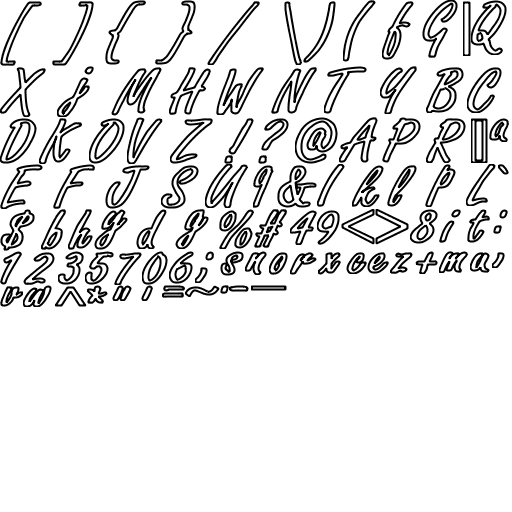 [ ] { } / \ ) ( f G | Q
X j M H W N T Y B C
D K O V Z ! ? @ A P R a
E F J S U I & l k l p L `
$ b h y d g % # 4 9 < > 8 i t :
1 2 3 5 7 0 6 ; s n o r x c e z + m a ,
v w ^ * " ' = ~ - —